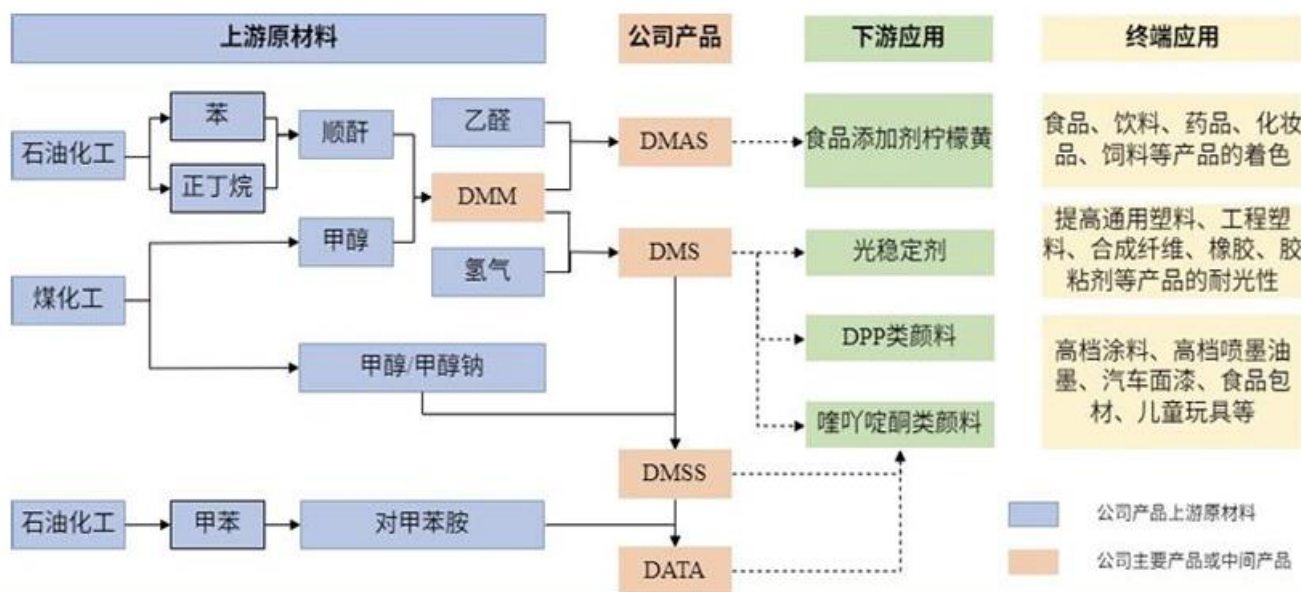 上游原材料
公司产品
下游应用
终端应用
石油化工
苯
正丁烷
顺酐
乙醛
DMM
氢气
甲醇
煤化工
甲醇/甲醇钠
石油化工
甲苯
对甲苯胺
DMAS
DMS
DMSS
DATA
食品添加剂柠檬黄
光稳定剂
DPP类颜料
喹吖啶酮类颜料
食品、饮料、药品、化妆
品、饲料等产品的着色
提高通用塑料、工程塑
料、合成纤维、橡胶、胶
粘剂等产品的耐光性
高档涂料、高档喷墨油
墨、汽车面漆、食品包
材、儿童玩具等
公司产品上游原材料
公司主要产品或中间产品